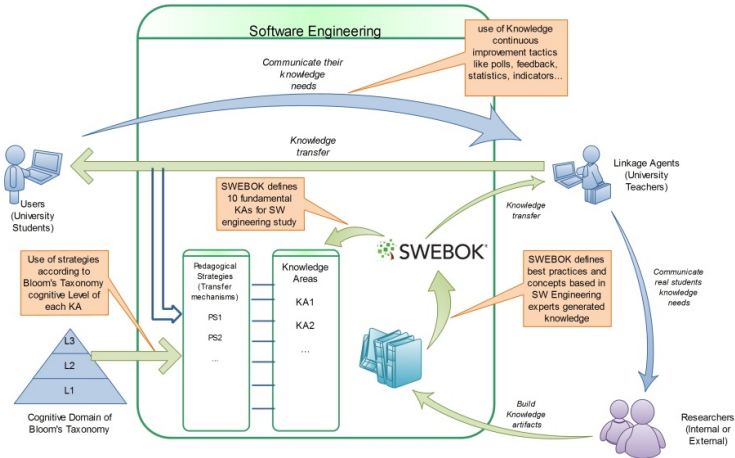 Software Engineering
use of Knowledge
continuous
improvement tactics
like polls, feedback,
statistics, indicators...
Communicate their
knowledge
needs
Knowledge
transfer
Users
(University
Students)
Linkage Agents
(University
Teachers)
SWEBOK defines
10 fundamental
KAs for SW
engineering study
Knowledge
transfer
SWEBOK
Use of strategies
according to
Bloom's Taxonomy
cognitive Level of
each KA
Pedagogical
Strategies
(Transfer
mechanisms)
PS1
PS2
...
Knowledge
Areas
KA1
KA2
...
SWEBOK defines
best practices and
concepts based in
SW Engineering
experts generated
knowledge
Communicate
real students
knowledge
needs
L3
L2
L1
Cognitive Domain of
Bloom's Taxonomy
Build
Knowledge
artifacts
Researchers
(Internal or
External)